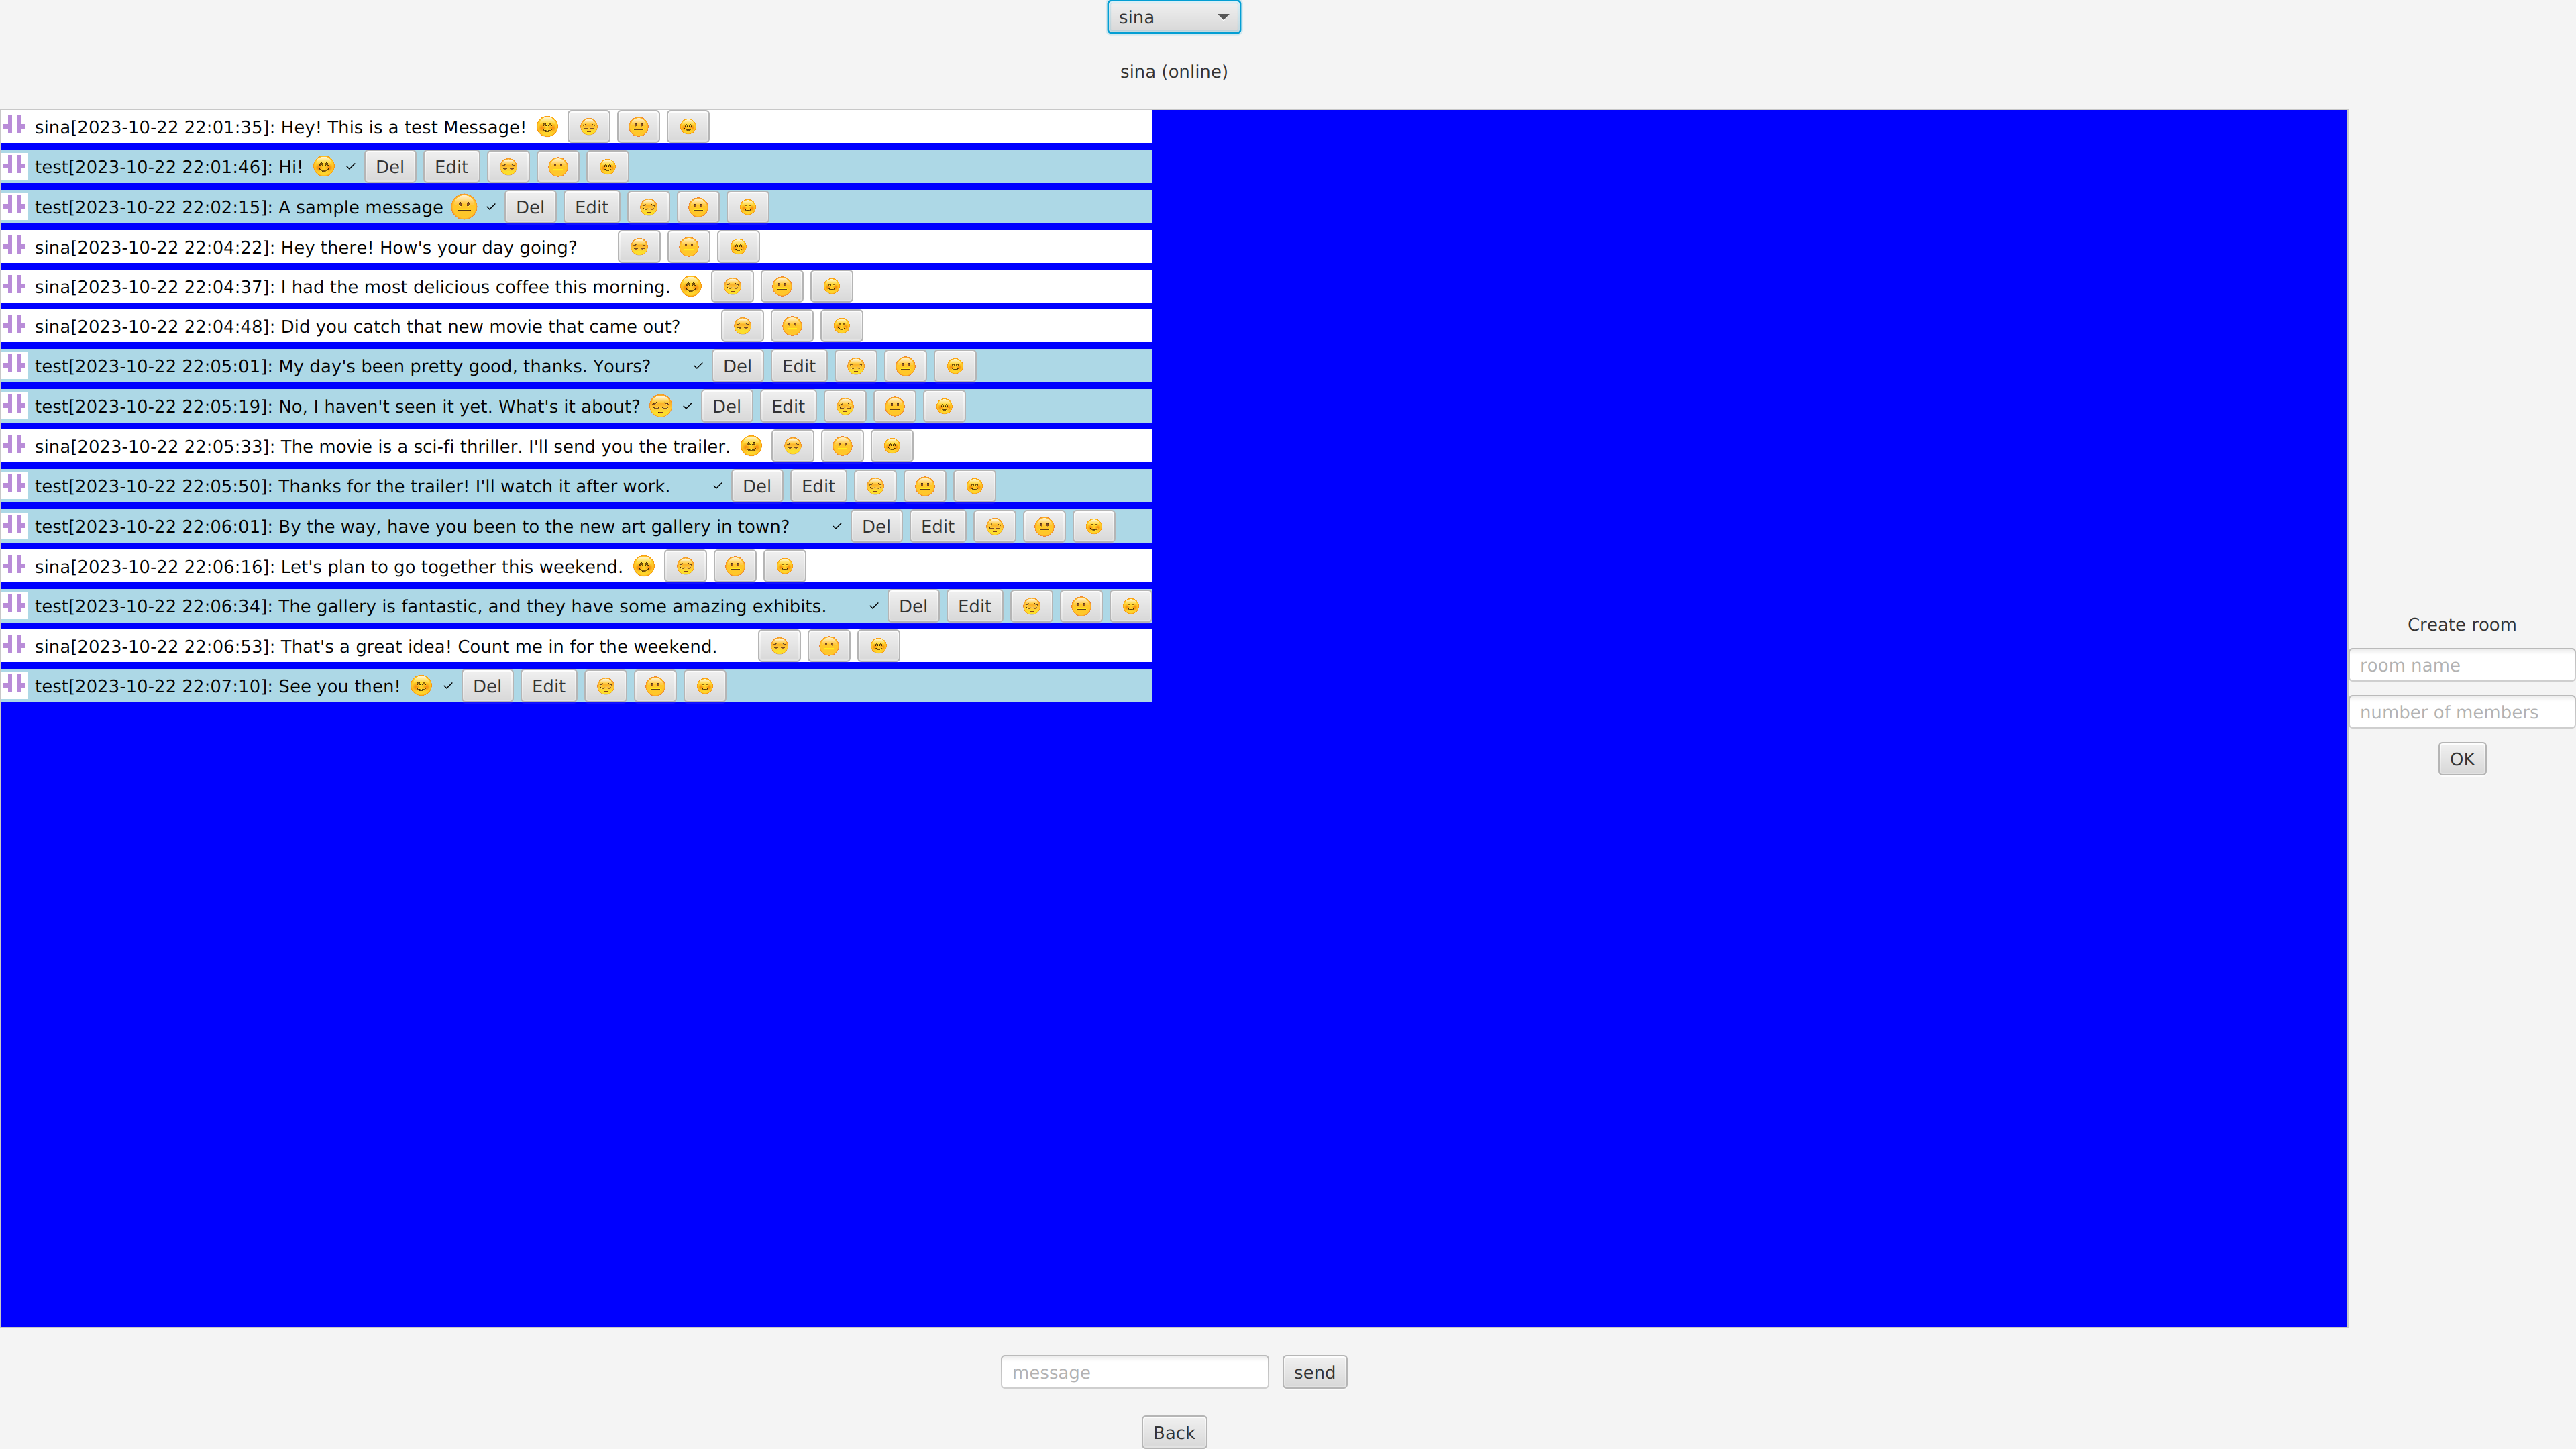 sina
sina (online)
sina[2023-10-22 22:01:35]: Hey! This is a test Message! 😊 😔 😐 😊
test[2023-10-22 22:01:46]: Hi! 😊 ✓ Del Edit 😔 😐 😊
test[2023-10-22 22:02:15]: A sample message 😐 ✓ Del Edit 😔 😐 😊
sina[2023-10-22 22:04:22]: Hey there! How's your day going? 😔 😐 😊
sina[2023-10-22 22:04:37]: I had the most delicious coffee this morning. 😊 😔 😐 😊
sina[2023-10-22 22:04:48]: Did you catch that new movie that came out? 😔 😐 😊
test[2023-10-22 22:05:01]: My day's been pretty good, thanks. Yours? ✓ Del Edit 😔 😐 😊
test[2023-10-22 22:05:19]: No, I haven't seen it yet. What's it about? 😔 ✓ Del Edit 😔 😐 😊
sina[2023-10-22 22:05:33]: The movie is a sci-fi thriller. I'll send you the trailer. 😊 😔 😐 😊
test[2023-10-22 22:05:50]: Thanks for the trailer! I'll watch it after work. ✓ Del Edit 😔 😐 😊
test[2023-10-22 22:06:01]: By the way, have you been to the new art gallery in town? ✓ Del Edit 😔 😐 😊
sina[2023-10-22 22:06:16]: Let's plan to go together this weekend. 😊 😔 😐 😊
test[2023-10-22 22:06:34]: The gallery is fantastic, and they have some amazing exhibits. ✓ Del Edit 😔 😐 😊
sina[2023-10-22 22:06:53]: That's a great idea! Count me in for the weekend. 😔 😐 😊
test[2023-10-22 22:07:10]: See you then! 😊 ✓ Del Edit 😔 😐 😊
Create room
room name
number of members
OK
message send
Back